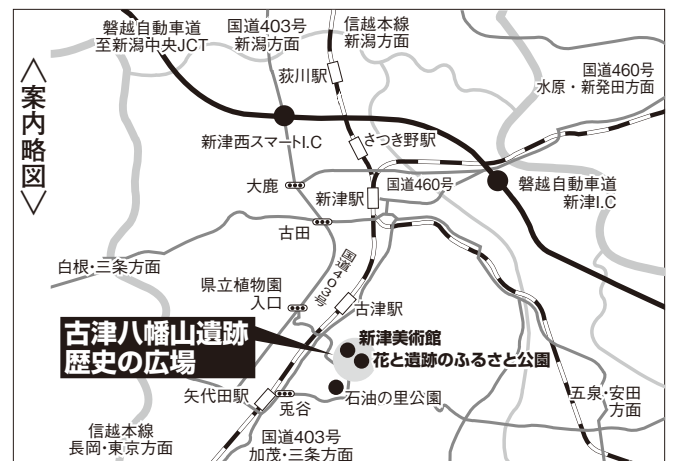 〈案内略図〉
磐越自動車道
至新潟中央JCT
国道403号
新潟方面
信越本線
新潟方面
荻川駅
国道460号
水原・新発田方面
新津西スマートI.C
さつき野駅
大鹿
新津駅
国道460号
磐越自動車道
新津I.C
古田
白根・三条方面
国道403号
県立植物園
入口
古津駅
古津八幡山遺跡
歴史の広場
新津美術館
花と遺跡のふるさと公園
矢代田駅
兎谷
石油の里公園
五泉・安田
方面
信越本線
長岡・東京方面
国道403号
加茂・三条方面